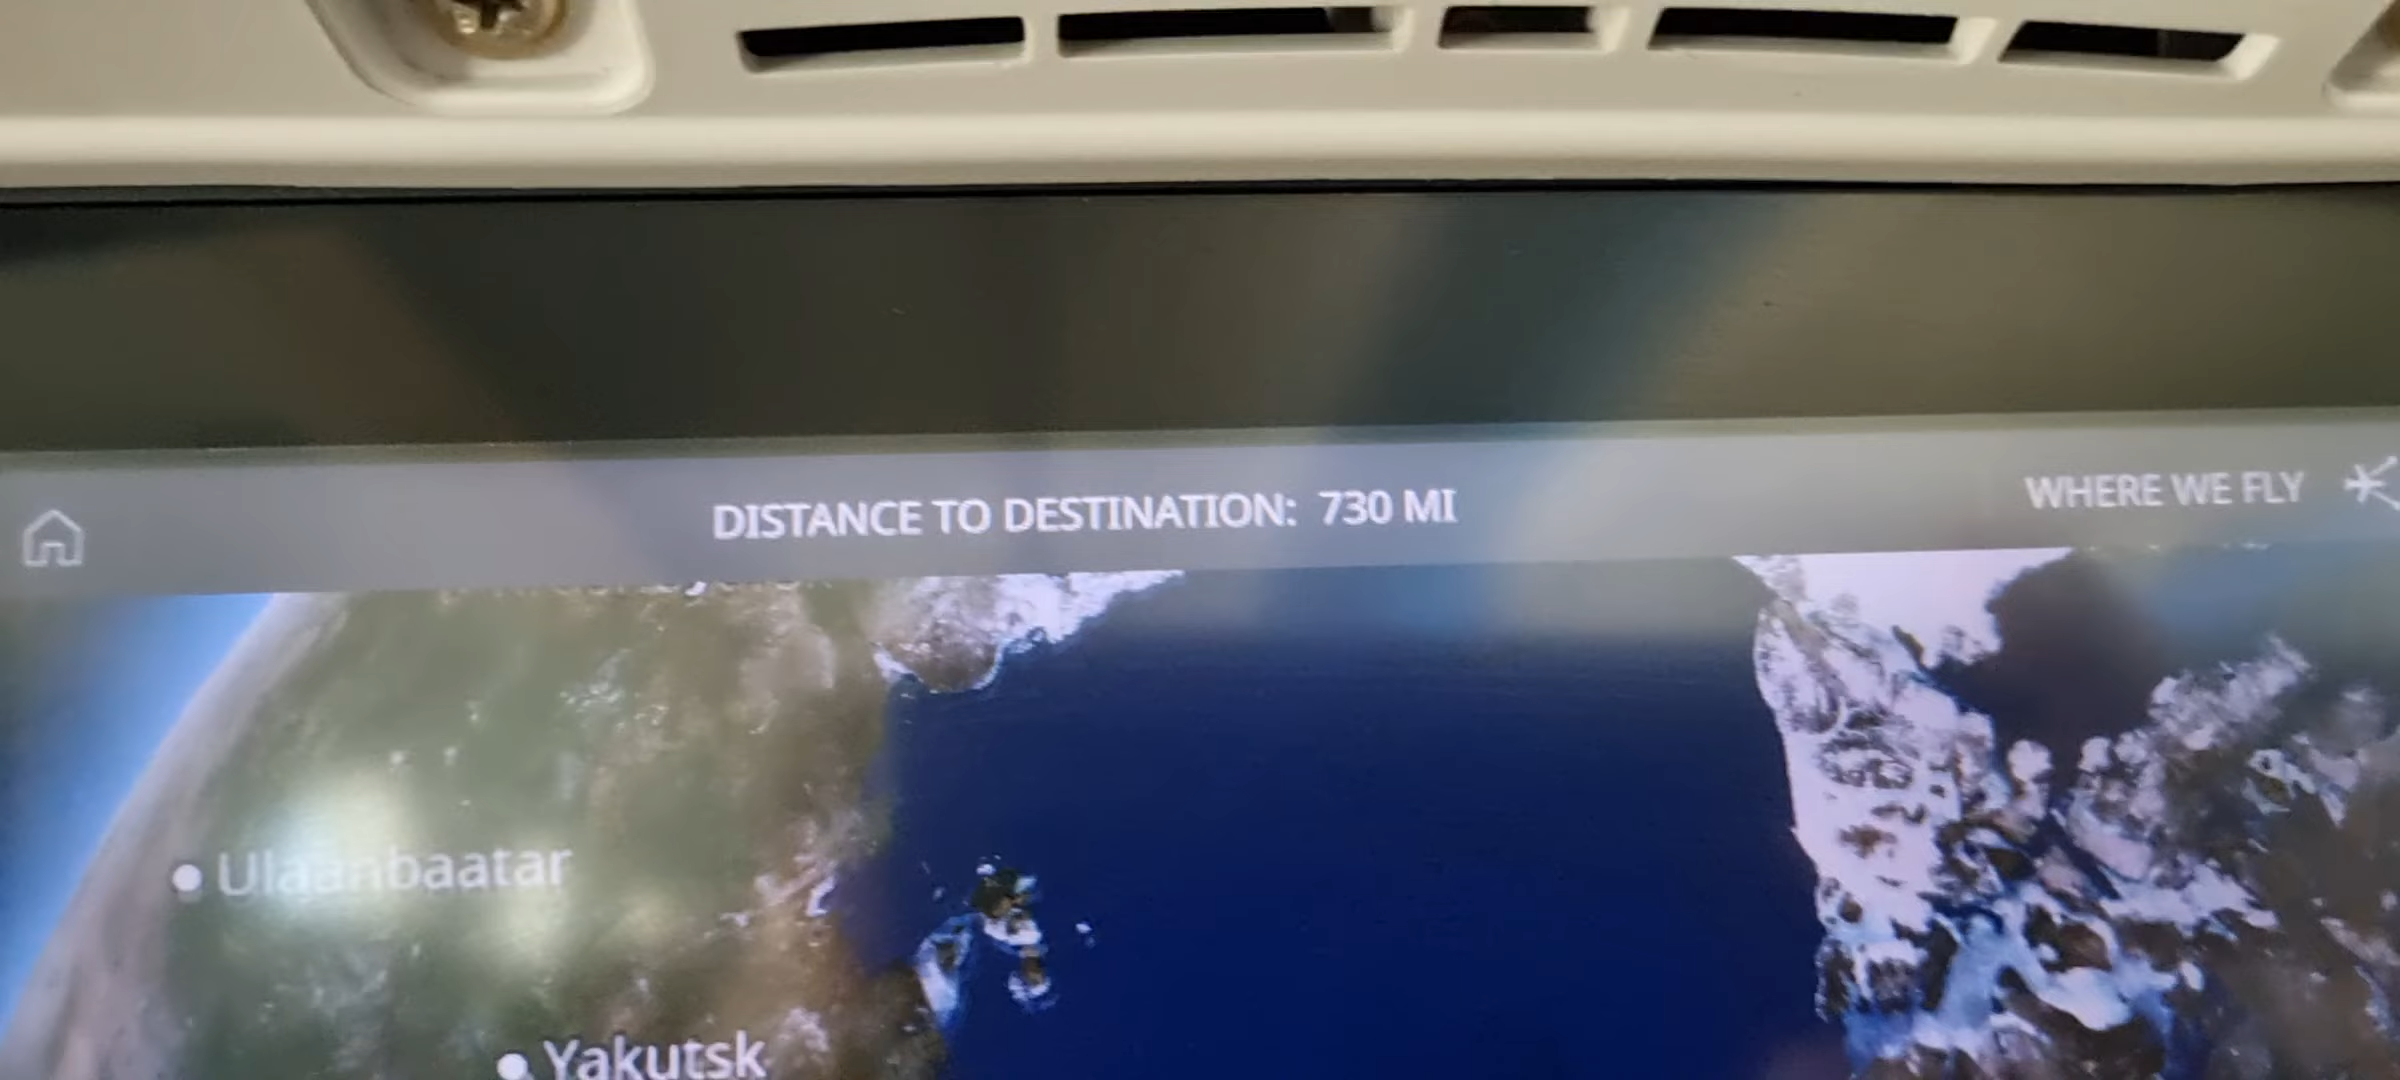 DISTANCE TO DESTINATION: 730 MI
WHERE WE FLY
Ulaanbaatar
Yakutsk